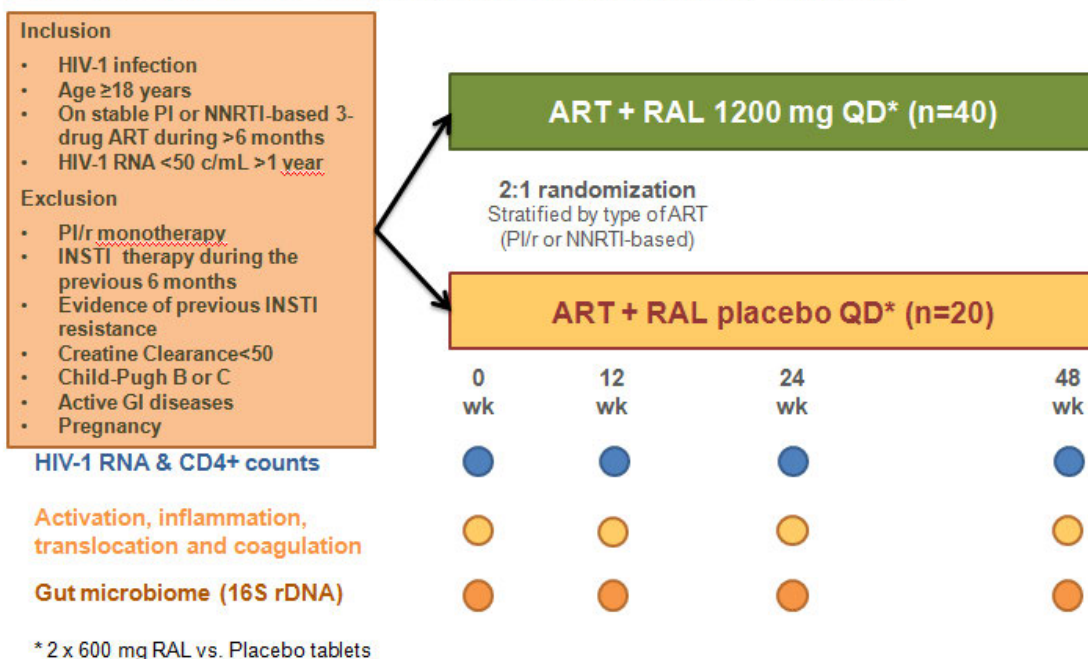 Inclusion
• HIV-1 infection
• Age ≥18 years
• On stable PI or NNRTI-based 3-
drug ART during >6 months
• HIV-1 RNA <50 c/mL >1 year
Exclusion
• PI/r monotherapy
• INSTI therapy during the
previous 6 months
• Evidence of previous INSTI
resistance
• Creatine Clearance<50
• Child-Pugh B or C
• Active GI diseases
• Pregnancy
ART + RAL 1200 mg QD* (n=40)
2:1 randomization
Stratified by type of ART
(PI/r or NNRTI-based)
ART + RAL placebo QD* (n=20)
0 12 24 48
wk wk wk wk
HIV-1 RNA & CD4+ counts
Activation, inflammation,
translocation and coagulation
Gut microbiome (16S rDNA)
* 2 x 600 mg RAL vs. Placebo tablets